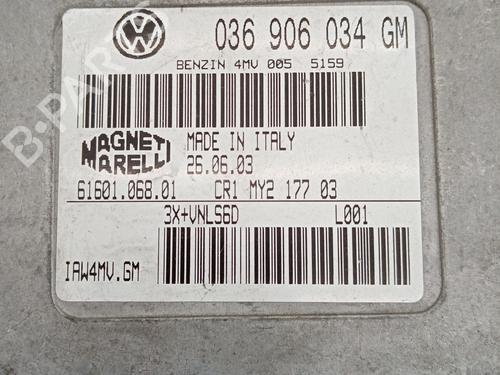 036 906 034 GM
BENZIN 4MV 005 5159
MAGNETI MARELLI
MADE IN ITALY
26.06.03
61601.068.01 CR1 MY2 177 03
3X+VNLS6D L001
IAW4MV.GM
B-PARTS